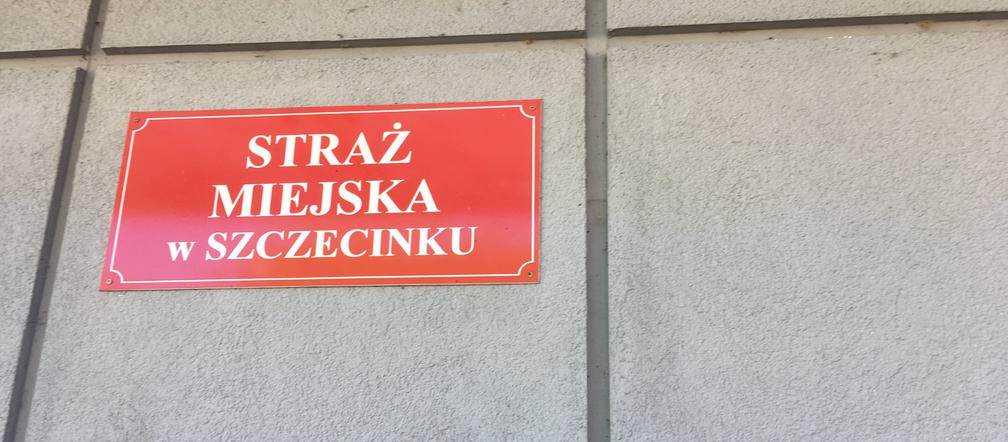 STRAŻ
MIEJSKA
w SZCZECINKU